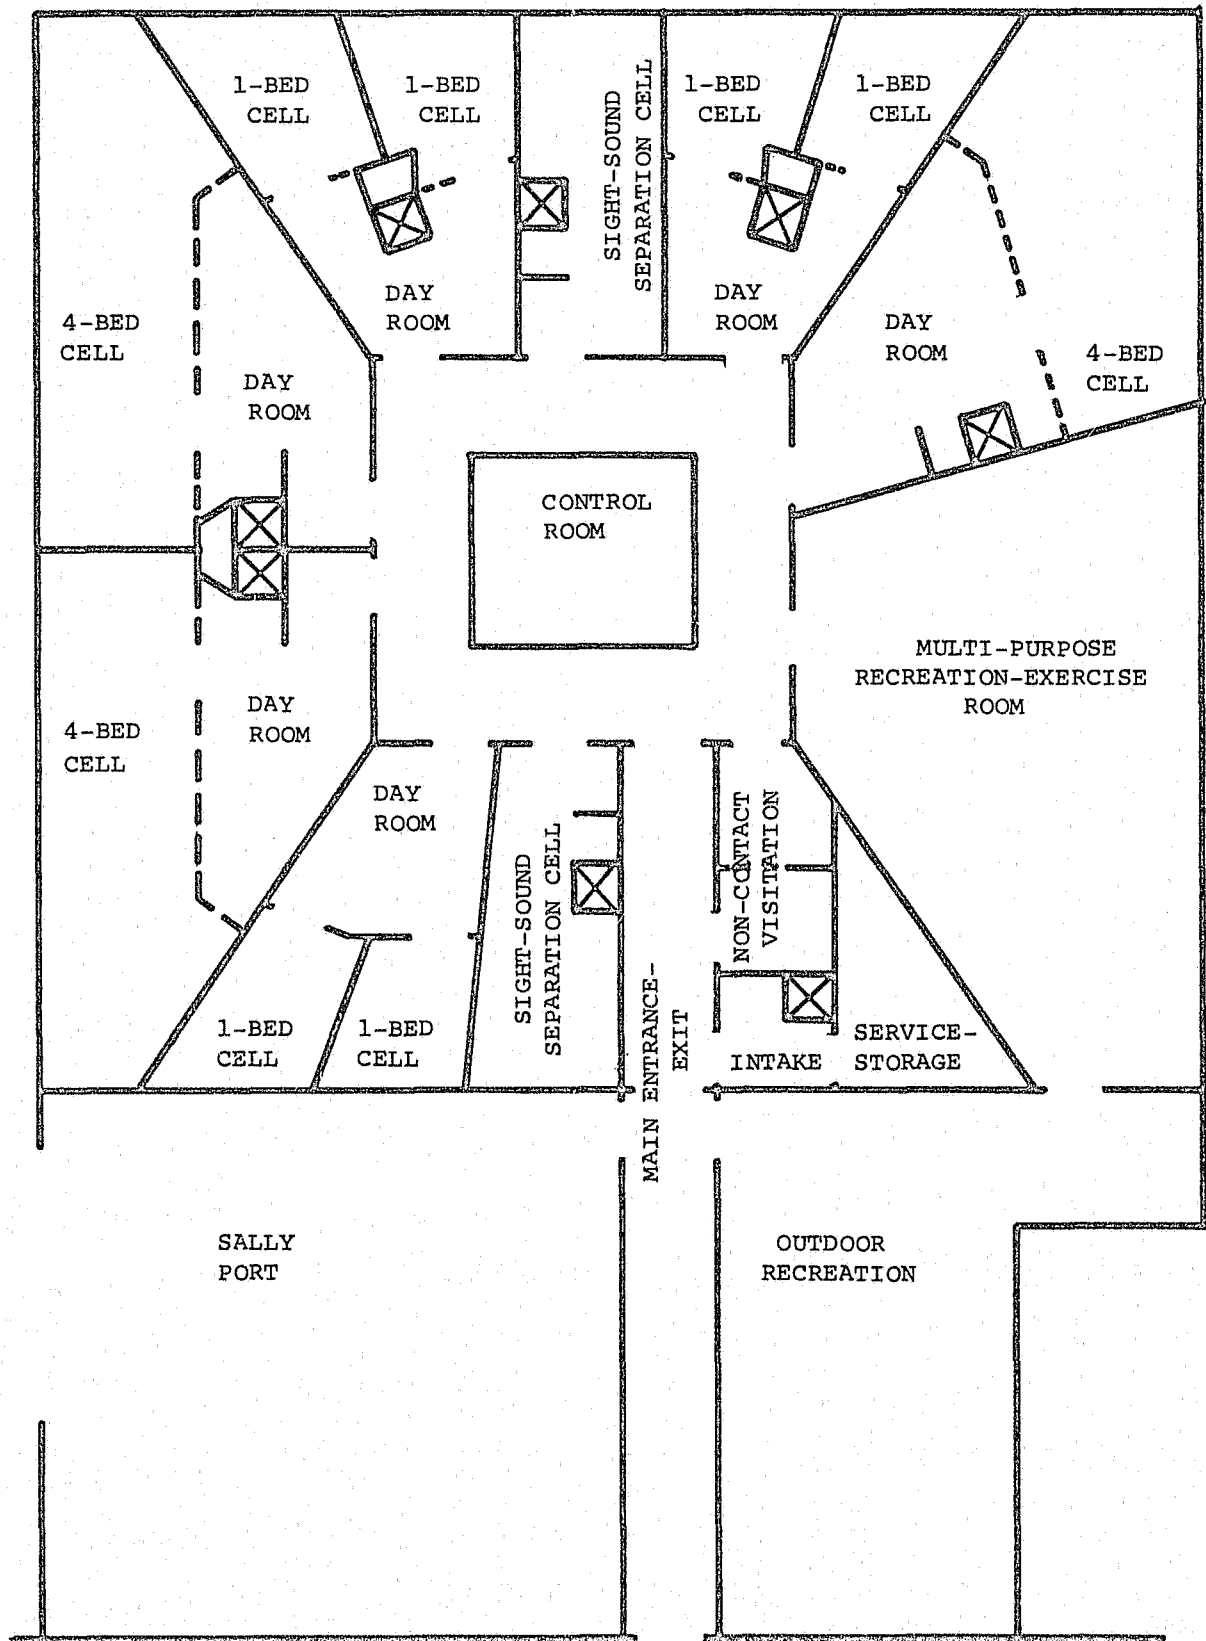 1-BED
CELL
1-BED
CELL
SIGHT-SOUND
SEPARATION CELL
1-BED
CELL
1-BED
CELL
DAY
ROOM
DAY
ROOM
4-BED
CELL
DAY
ROOM
DAY
ROOM
4-BED
CELL
CONTROL
ROOM
MULTI-PURPOSE
RECREATION-EXERCISE
ROOM
4-BED
CELL
DAY
ROOM
DAY
ROOM
SIGHT-SOUND
SEPARATION CELL
NON-CONTACT
VISITATION
1-BED
CELL
1-BED
CELL
MAIN ENTRANCE-
EXIT
INTAKE
SERVICE-
STORAGE
SALLY
PORT
OUTDOOR
RECREATION